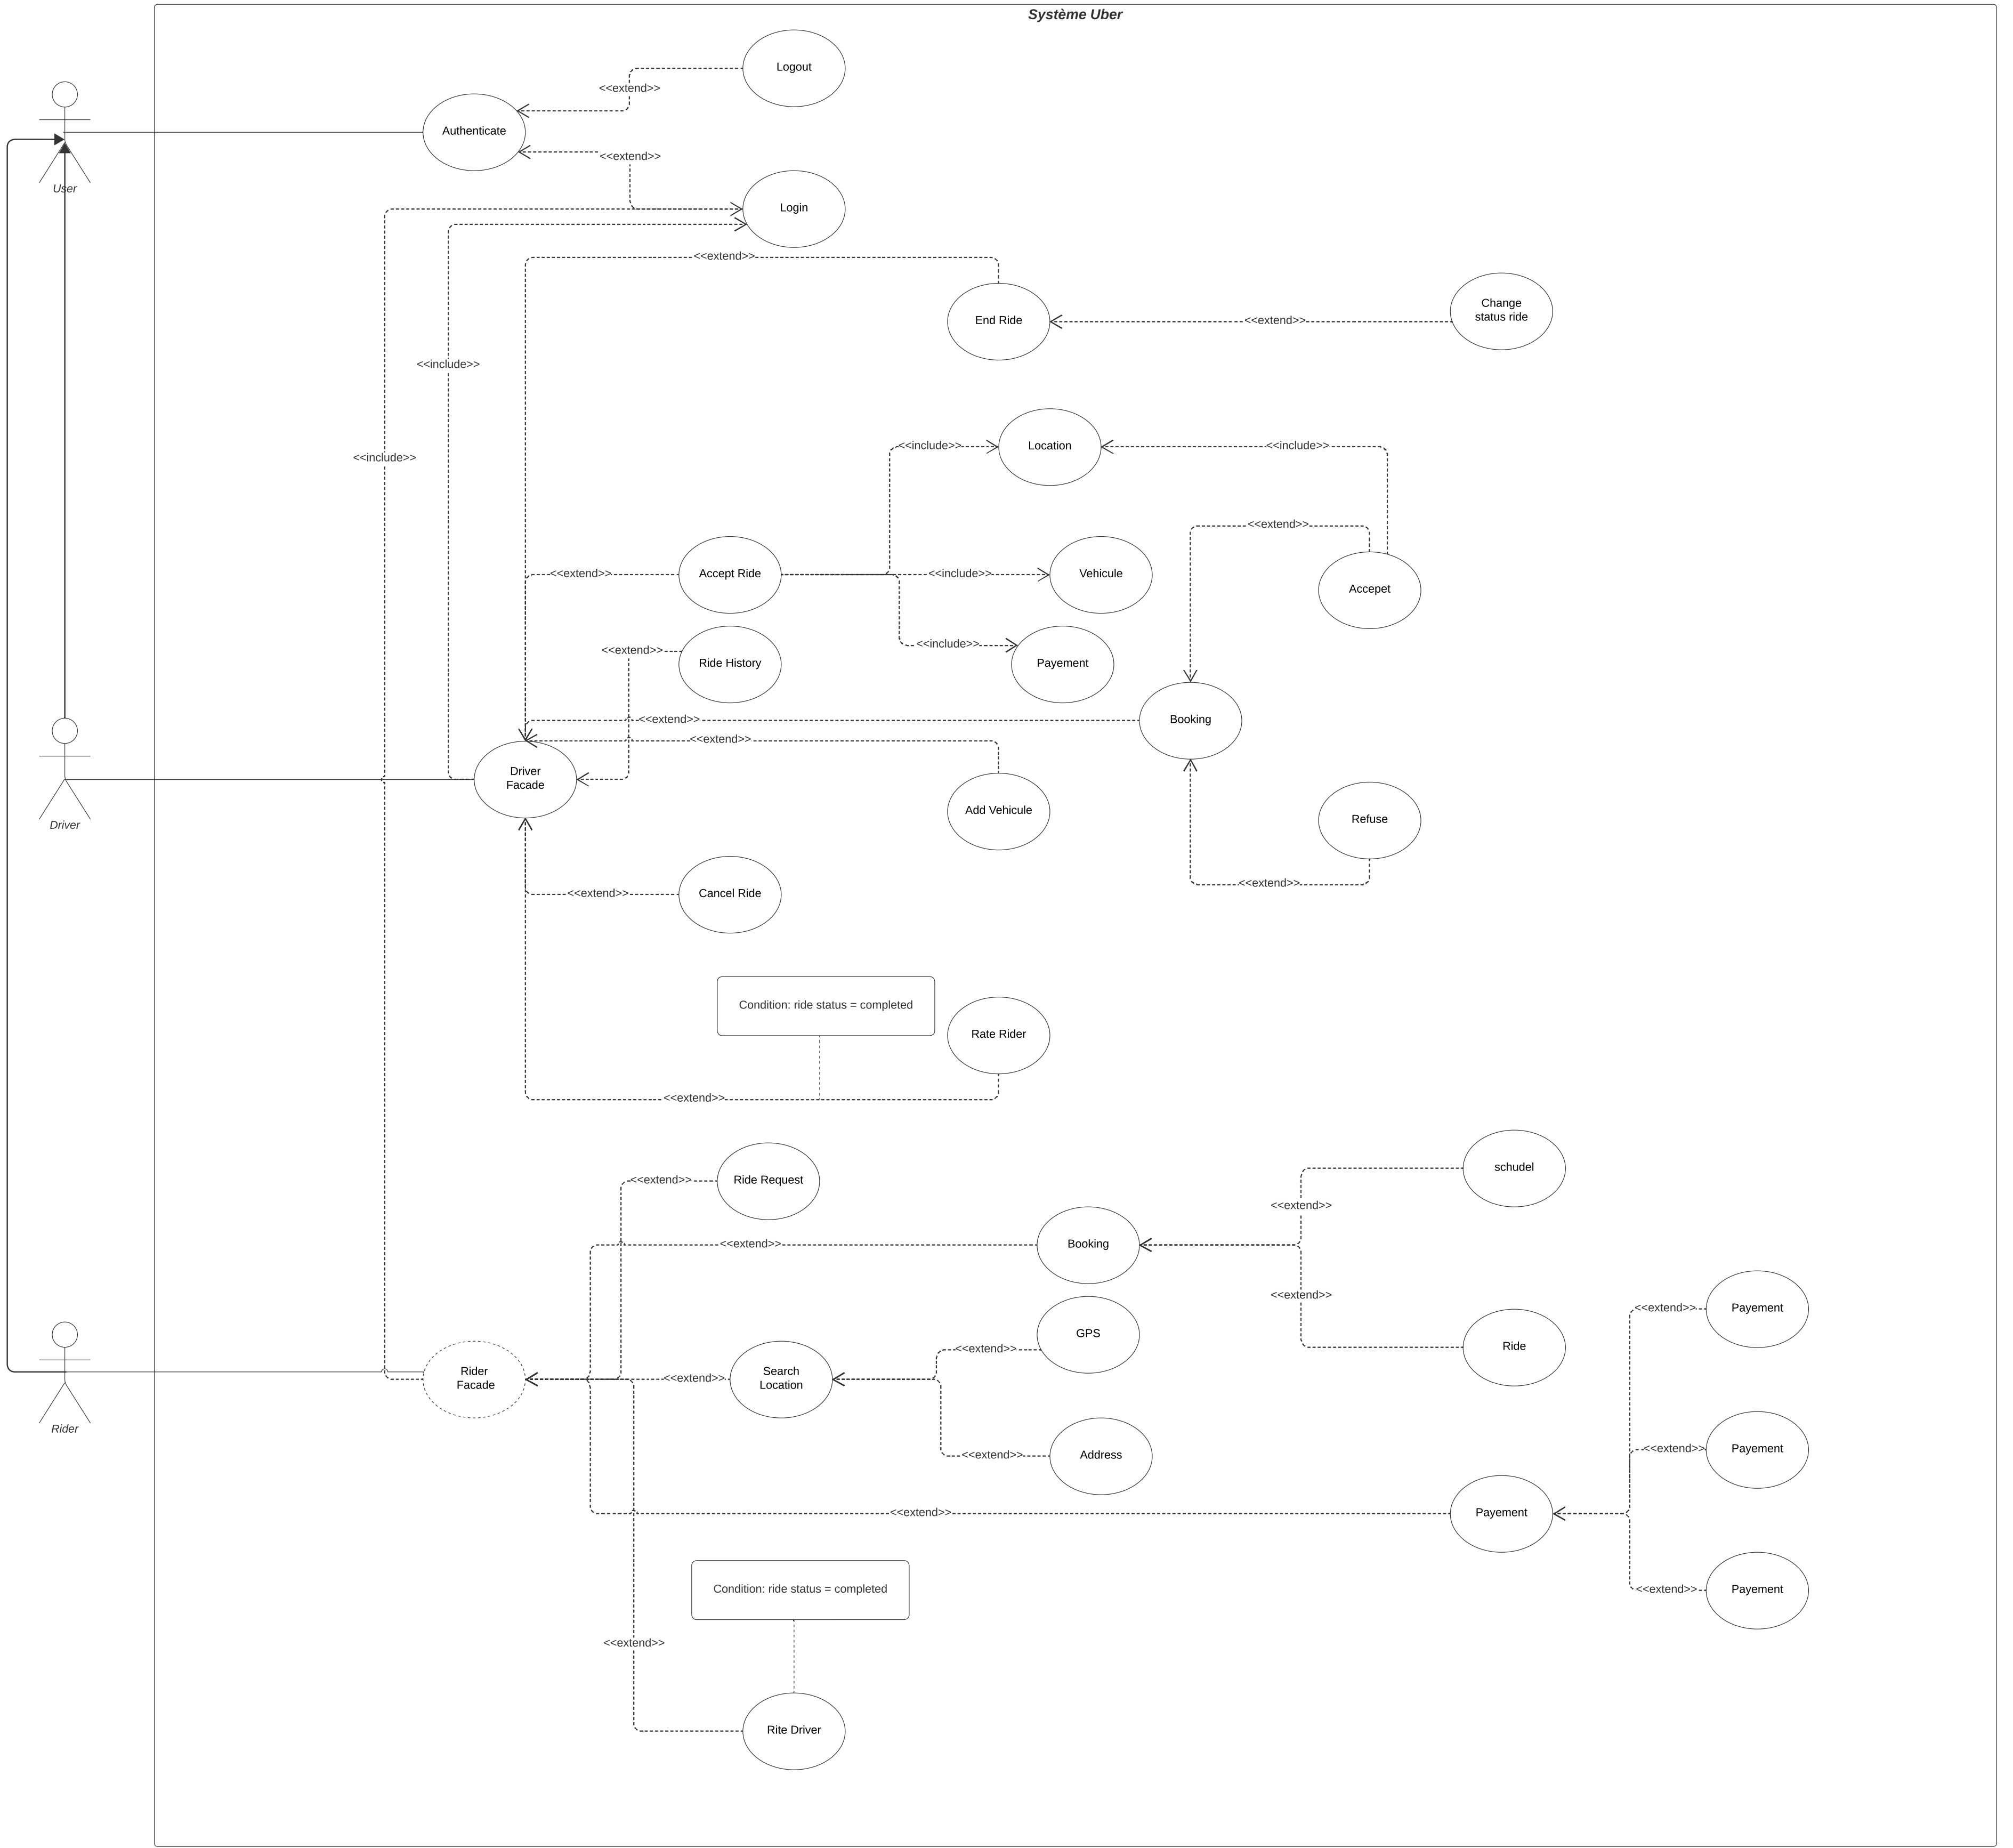 Système Uber
Logout
<<extend>>
Authenticate
<<extend>>
User
Login
<<extend>>
Change
status ride
End Ride
<<extend>>
<<include>>
Location
<<include>>
<<include>>
<<include>>
<<extend>>
Accept Ride
<<extend>>
<<include>>
Vehicule
Accepet
<<extend>>
<<include>>
Ride History
Payement
<<extend>>
Booking
<<extend>>
Driver
Facade
Add Vehicule
Refuse
Driver
<<extend>>
Cancel Ride
<<extend>>
Condition: ride status = completed
Rate Rider
<<extend>>
schudel
Ride Request
<<extend>>
<<extend>>
<<extend>>
Booking
<<extend>>
Payement
<<extend>>
GPS
<<extend>>
Ride
Rider
Facade
<<extend>>
Search
Location
<<extend>>
Rider
<<extend>>
Payement
<<extend>>
Address
<<extend>>
Payement
Condition: ride status = completed
<<extend>>
Payement
<<extend>>
Rite Driver